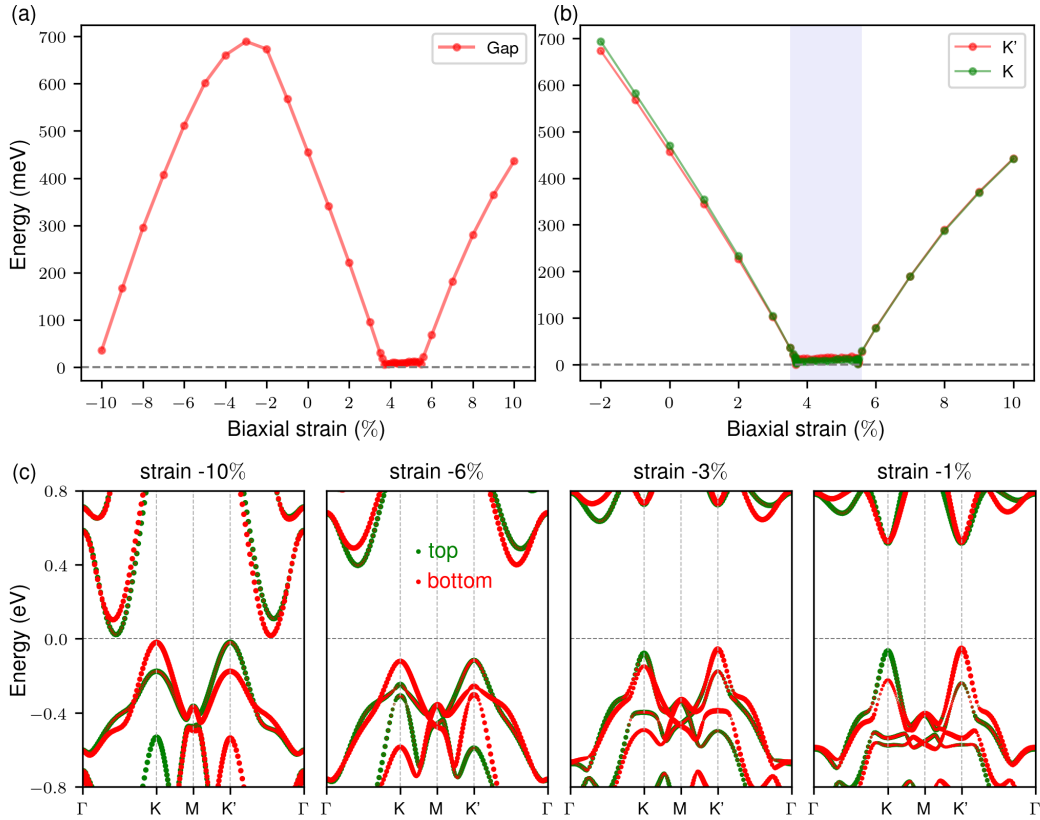 (a)
700
600
500
400
300
200
100
0
Energy (meV)
Gap
−10 −8 −6 −4 −2 0 2 4 6 8 10
Biaxial strain (%)
(b)
700
600
500
400
300
200
100
0
K'
K
−2 0 2 4 6 8 10
Biaxial strain (%)
(c)
strain -10%
strain -6%
strain -3%
strain -1%
0.8
0.4
0.0
−0.4
−0.8
Energy (eV)
top
bottom
Γ K M K' Γ
Γ K M K' Γ
Γ K M K' Γ
Γ K M K' Γ